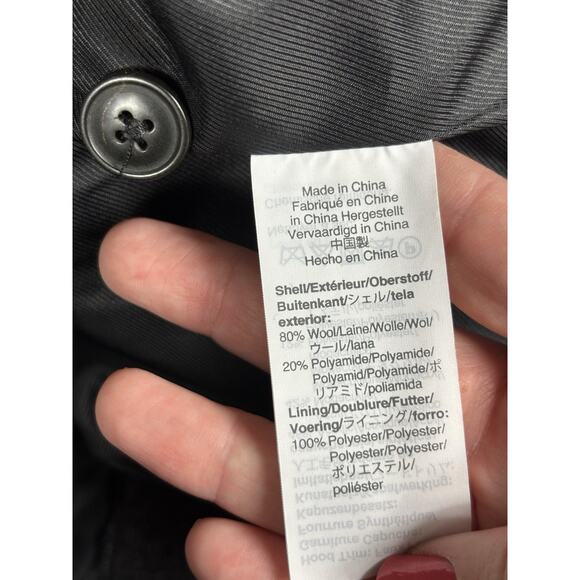 Made in China
Fabriqué en Chine
in China Hergestellt
Vervaardigd in China
中国製
Hecho en China
Shell/Extérieur/Oberstoff/
Buitenkant/シェル/tela
exterior:
80% Wool/Laine/Wolle/Wol/
ウール/lana
20% Polyamide/Polyamide/
Polyamid/Polyamide/ポ
リアミド/poliamida
Lining/Doublure/Futter/
Voering/ライニング/forro:
100% Polyester/Polyester/
Polyester/Polyester/
ポリエステル/
poliéster